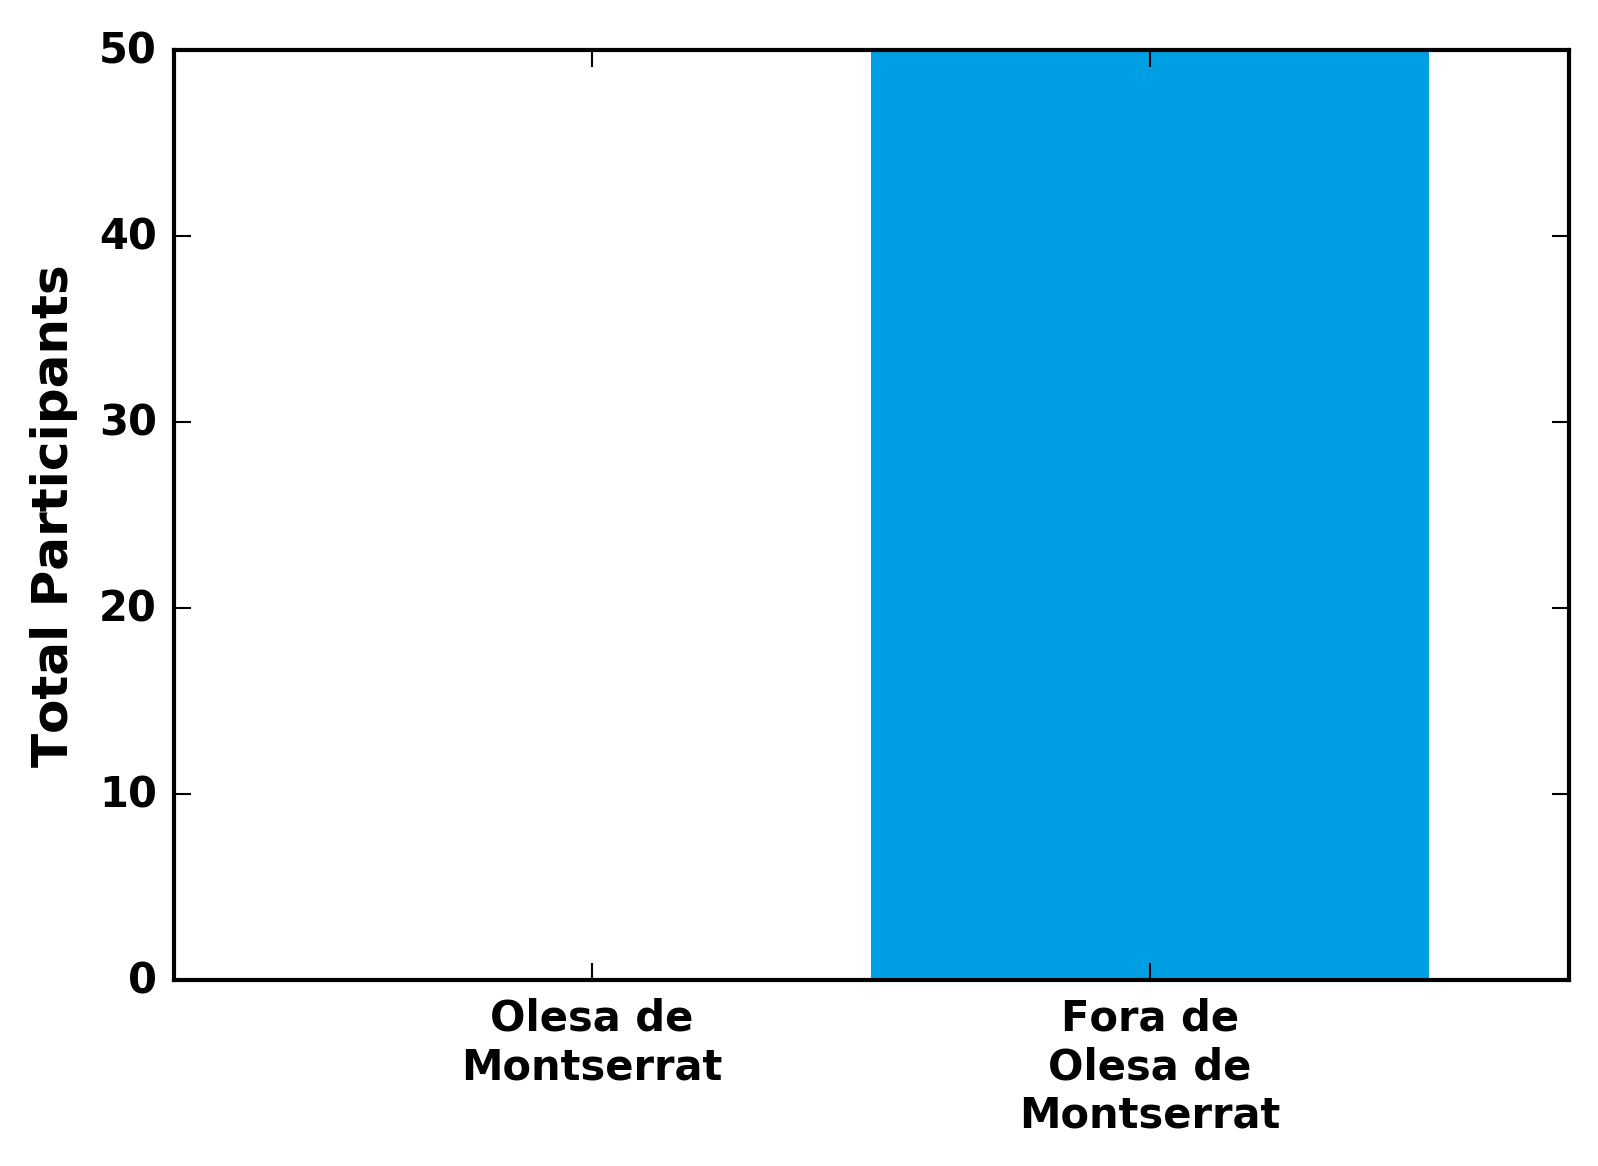 Total Participants
50
40
30
20
10
0
Olesa de
Montserrat
Fora de
Olesa de
Montserrat